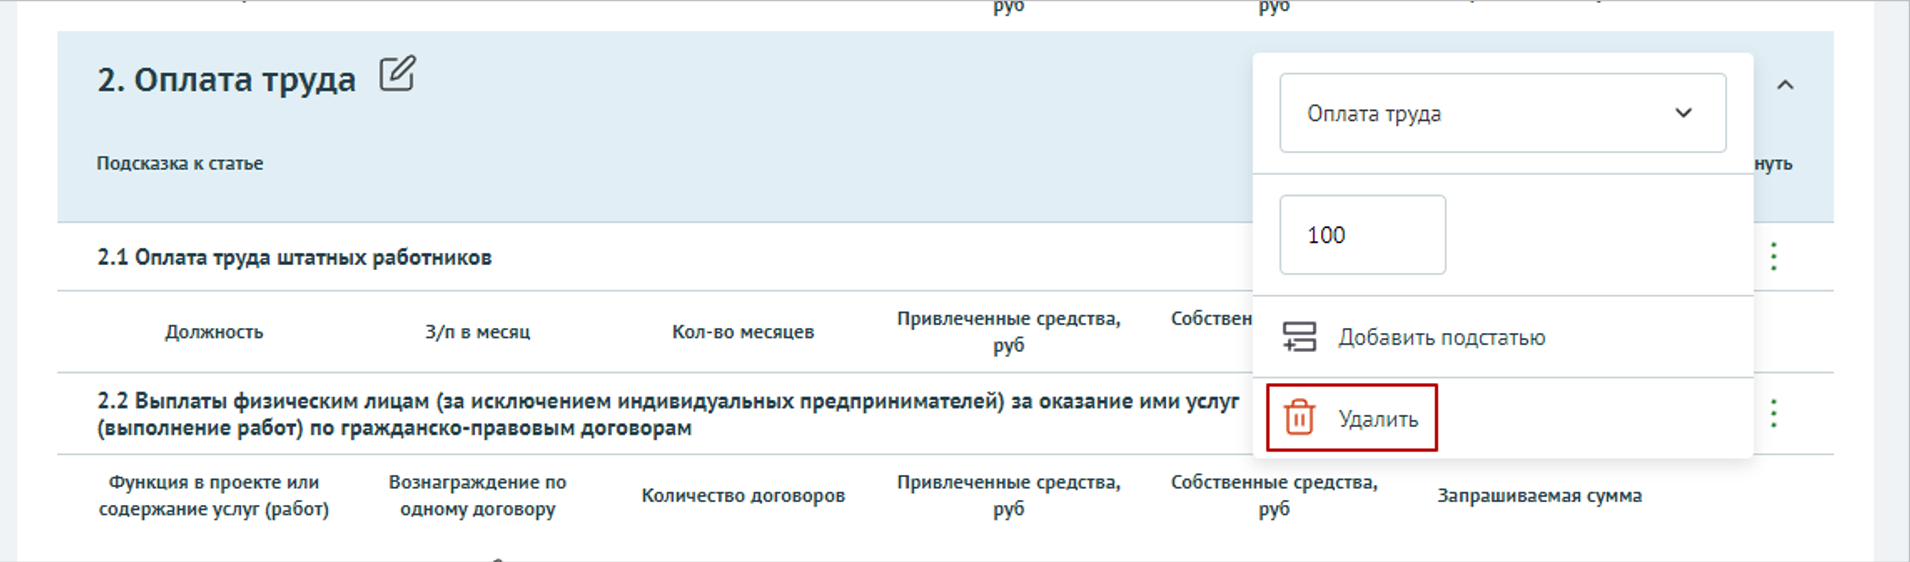 руб
руб
2. Оплата труда
Оплата труда
Подсказка к статье
нуть
100
2.1 Оплата труда штатных работников
Должность
З/п в месяц
Кол-во месяцев
Привлеченные средства,
руб
Собствен
Добавить подстатью
2.2 Выплаты физическим лицам (за исключением индивидуальных предпринимателей) за оказание ими услуг
(выполнение работ) по гражданско-правовым договорам
Удалить
Функция в проекте или
содержание услуг (работ)
Вознаграждение по
одному договору
Количество договоров
Привлеченные средства,
руб
Собственные средства,
руб
Запрашиваемая сумма